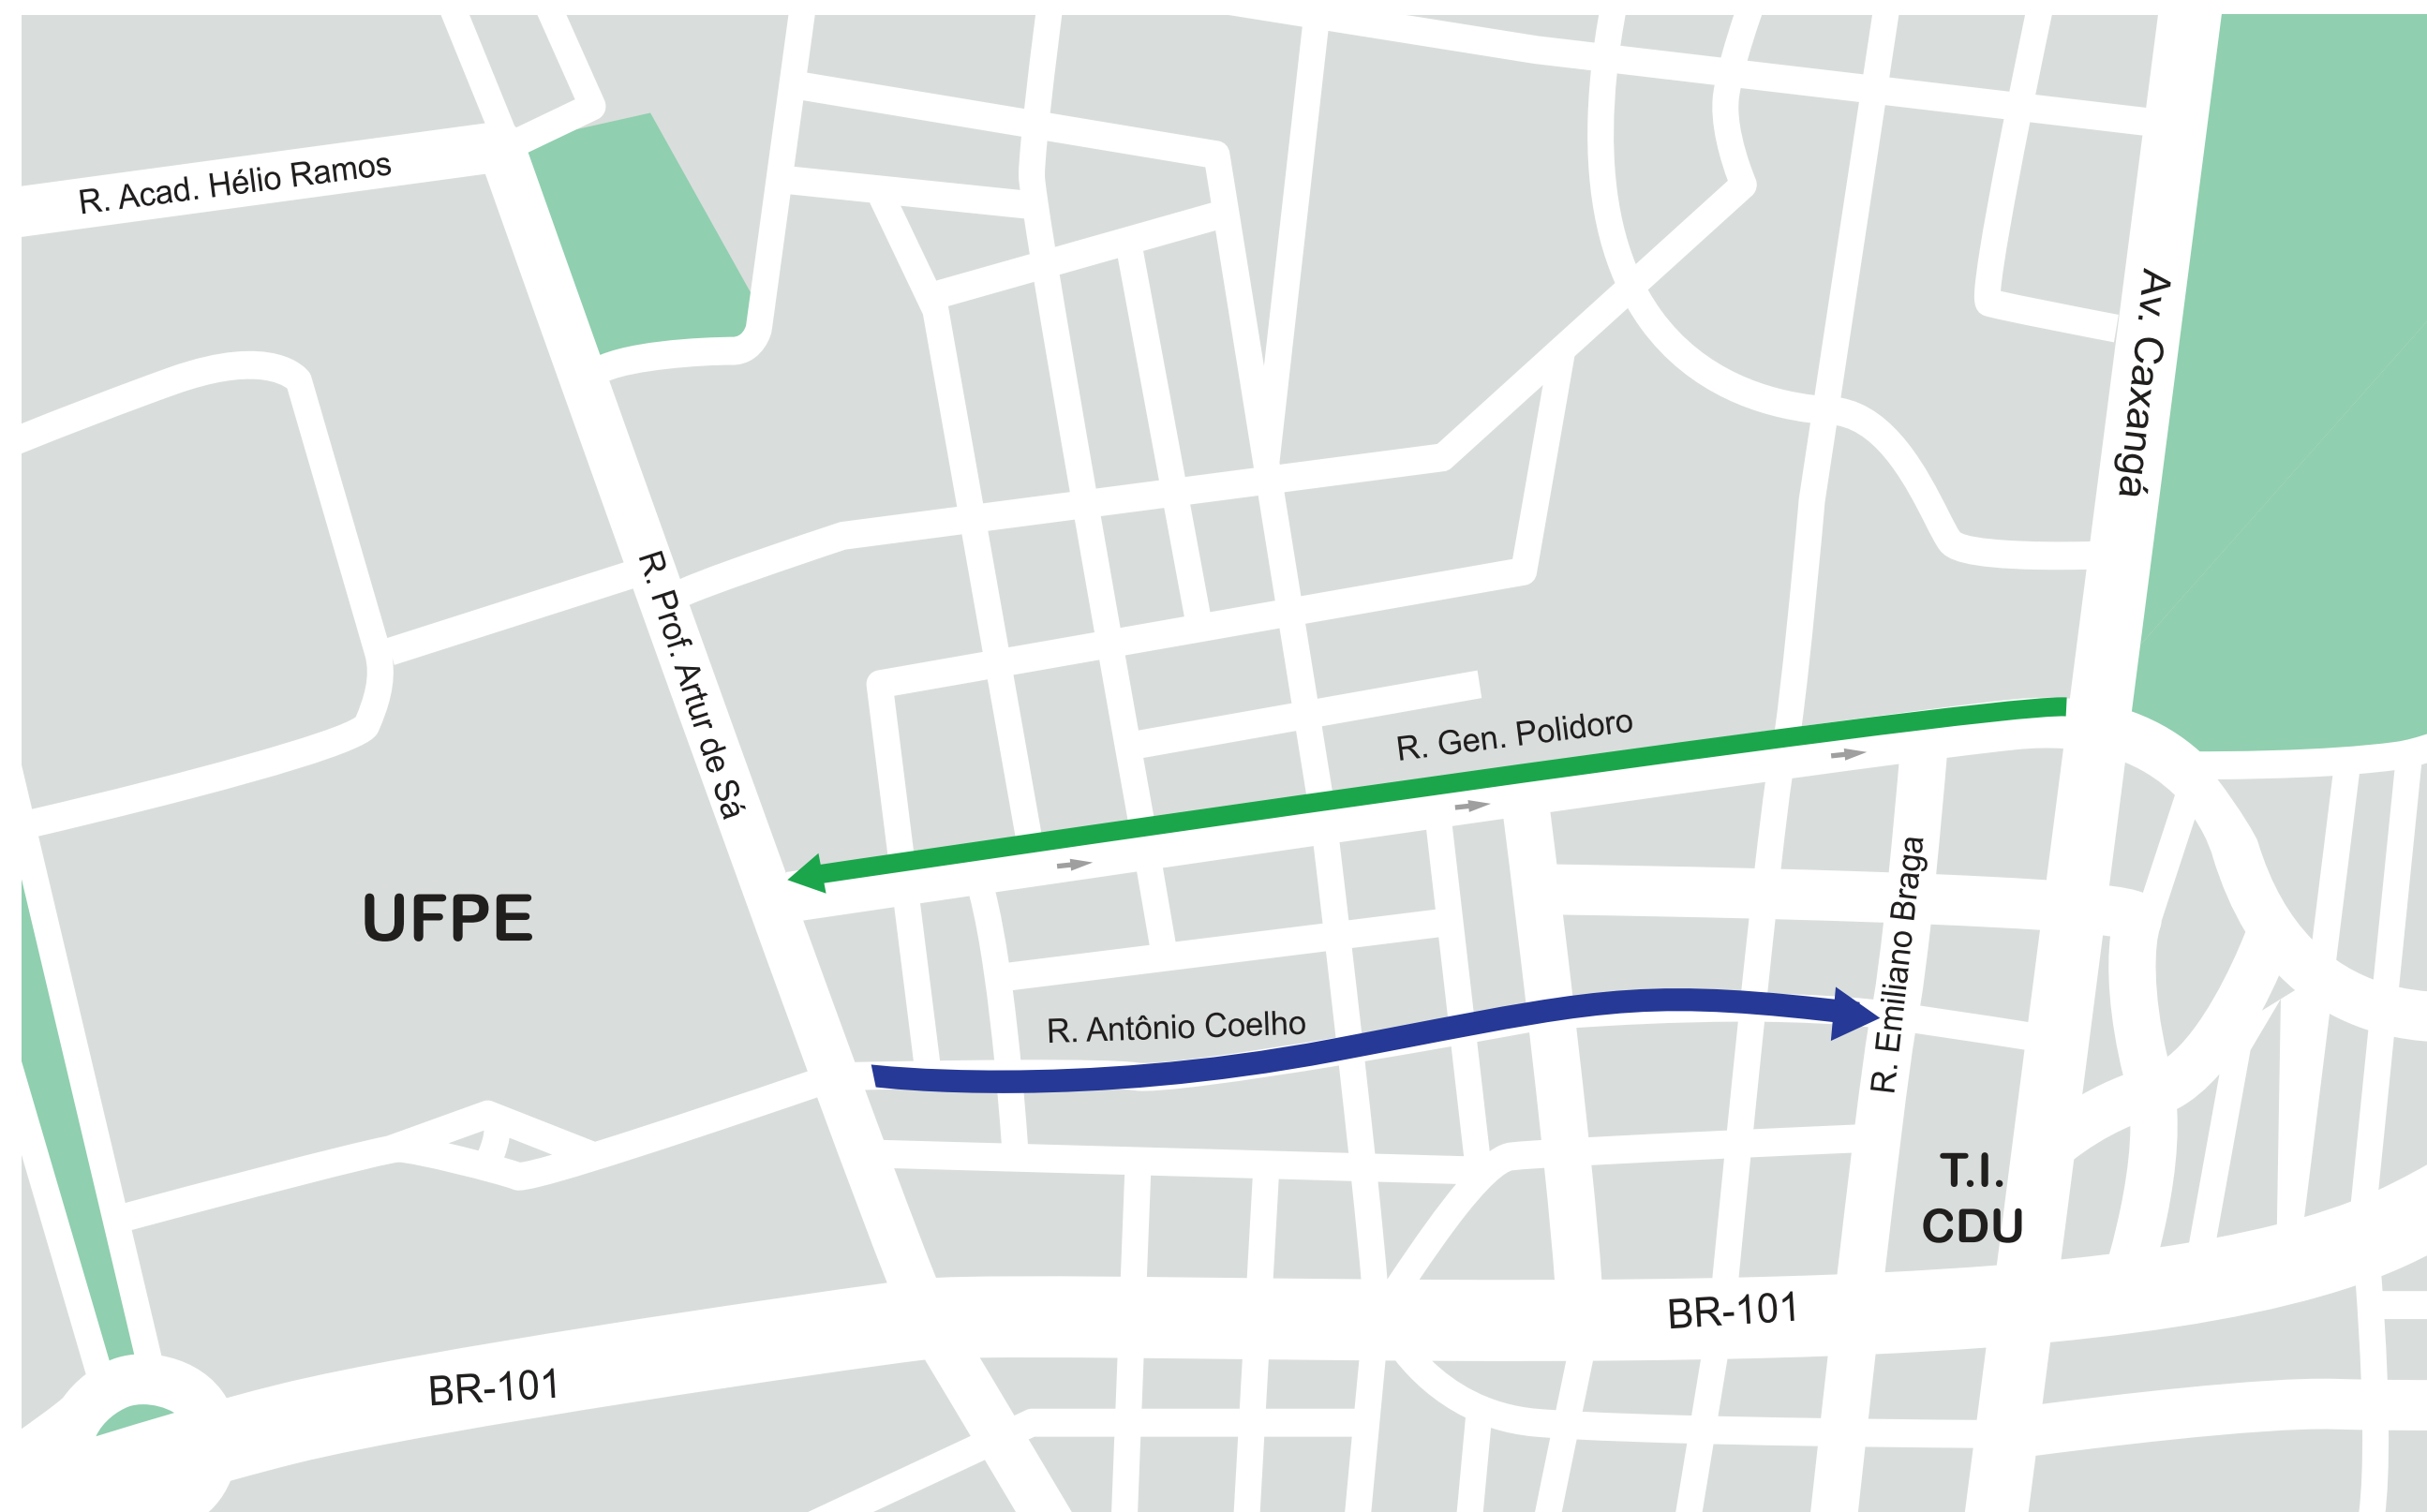 R. Acad. Hélio Ramos
Av. Caxangá
R. Prof. Artur de Sá
R. Gen. Polidoro
UFPE
R. Emiliano Braga
R. Antônio Coelho
T.I.
CDU
BR-101
BR-101